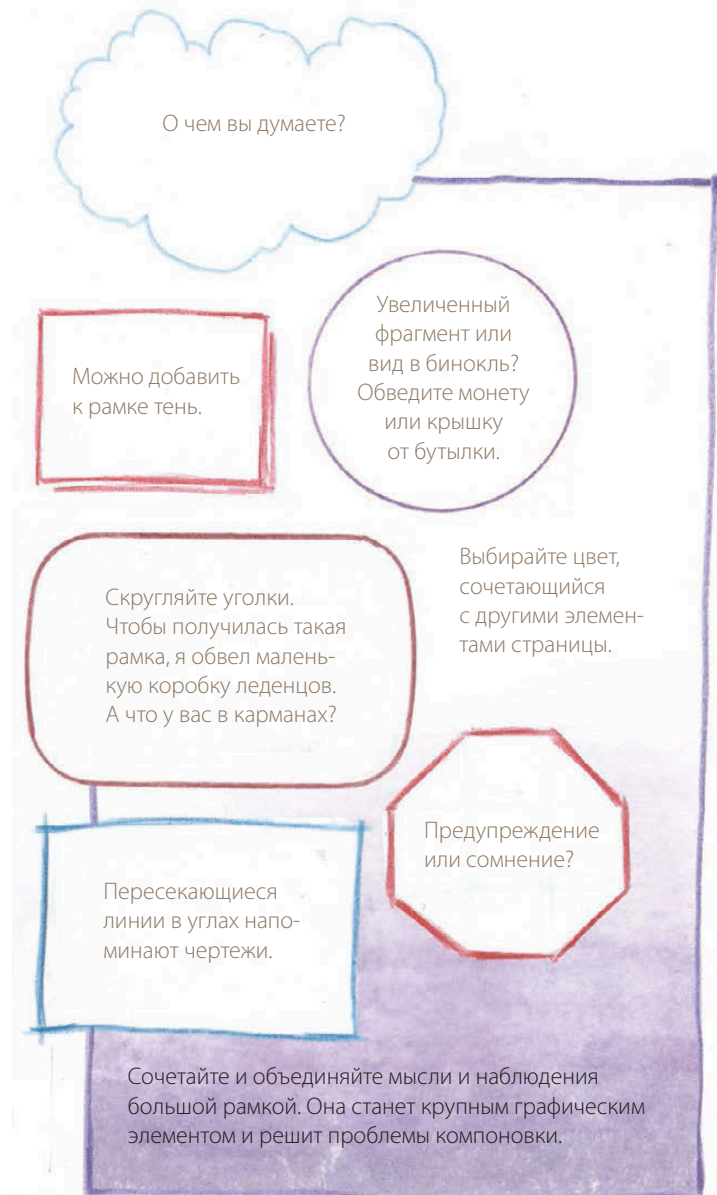 О чем вы думаете?
Увеличенный
фрагмент или
вид в бинокль?
Обведите монету
или крышку
от бутылки.
Можно добавить
к рамке тень.
Выбирайте цвет,
сочетающийся
с другими элемен-
тами страницы.
Скругляйте уголки.
Чтобы получилась такая
рамка, я обвел малень-
кую коробку леденцов.
А что у вас в карманах?
Предупреждение
или сомнение?
Пересекающиеся
линии в углах напо-
минают чертежи.
Сочетайте и объединяйте мысли и наблюдения
большой рамкой. Она станет крупным графическим
элементом и решит проблемы компоновки.